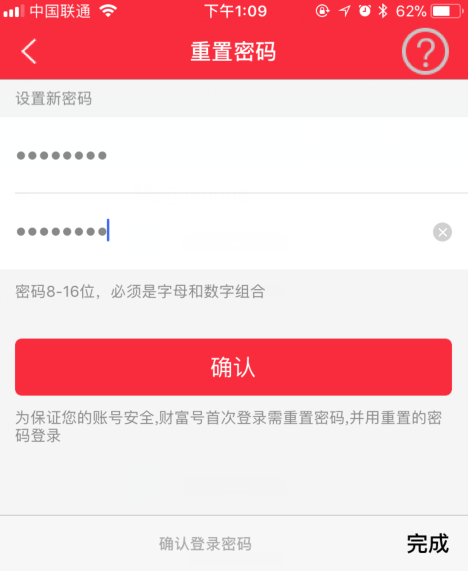 中国联通 下午1:09 62%
重置密码 ?
设置新密码
••••••••
••••••••
密码8-16位，必须是字母和数字组合
确认
为保证您的账号安全,财富号首次登录需重置密码,并用重置的密
码登录
确认登录密码 完成